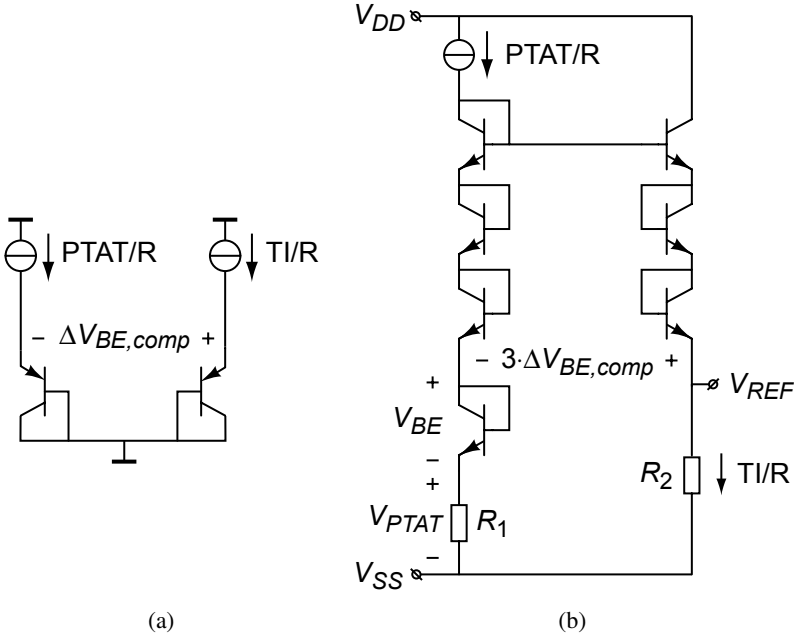 V_DD
PTAT/R
PTAT/R
TI/R
− ΔV_BE,comp +
− 3·ΔV_BE,comp +
+
V_BE
−
V_REF
+
V_PTAT
R_1
−
R_2
TI/R
V_SS
(a)
(b)